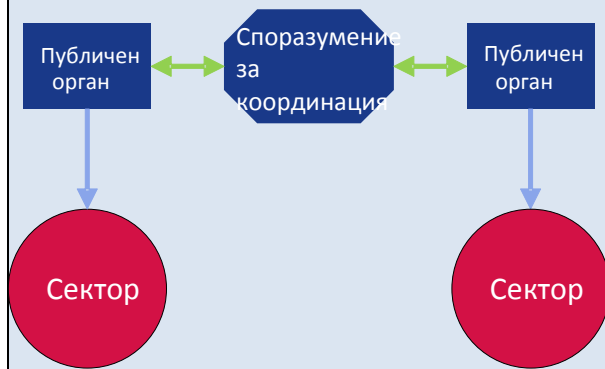 Публичен
орган
Споразумение
за
координация
Публичен
орган
Сектор
Сектор